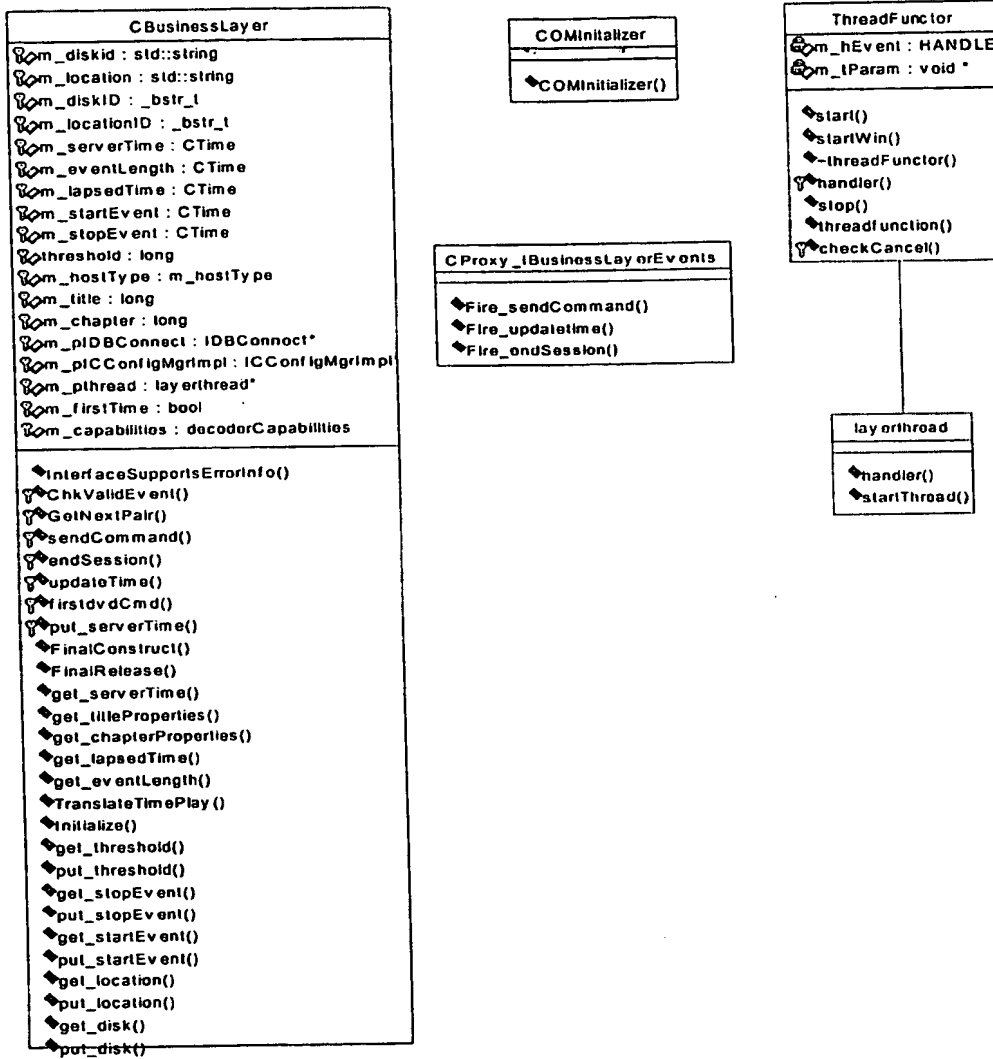 CBusinessLayer
m_diskid : std::string
m_location : std::string
m_diskID : _bstr_t
m_locationID : _bstr_t
m_serverTime : CTime
m_eventLength : CTime
m_lapsedTime : CTime
m_startEvent : CTime
m_stopEvent : CTime
threshold : long
m_hostType : m_hostType
m_title : long
m_chapter : long
m_pIDBConnect : IDBConnect*
m_pICConfigMgrImpl : ICConfigMgrImpl
m_pthread : layerthread*
m_firstTime : bool
m_capabilities : decoderCapabilities
InterfaceSupportsErrorInfo()
ChkValidEvent()
GetNextPair()
sendCommand()
endSession()
updateTime()
firstdvdCmd()
put_serverTime()
FinalConstruct()
FinalRelease()
get_serverTime()
get_titleProperties()
get_chapterProperties()
get_lapsedTime()
get_eventLength()
TranslateTimePlay()
Initialize()
get_threshold()
put_threshold()
get_stopEvent()
put_stopEvent()
get_startEvent()
put_startEvent()
get_location()
put_location()
get_disk()
put_disk()
COMInitalizer
COMInitializer()
CProxy_IBusinessLayerEvents
Fire_sendCommand()
Fire_updatetime()
Fire_endSession()
ThreadFunctor
m_hEvent : HANDLE
m_tParam : void *
start()
startWin()
~threadFunctor()
handler()
stop()
threadfunction()
checkCancel()
layerthread
handler()
startThread()